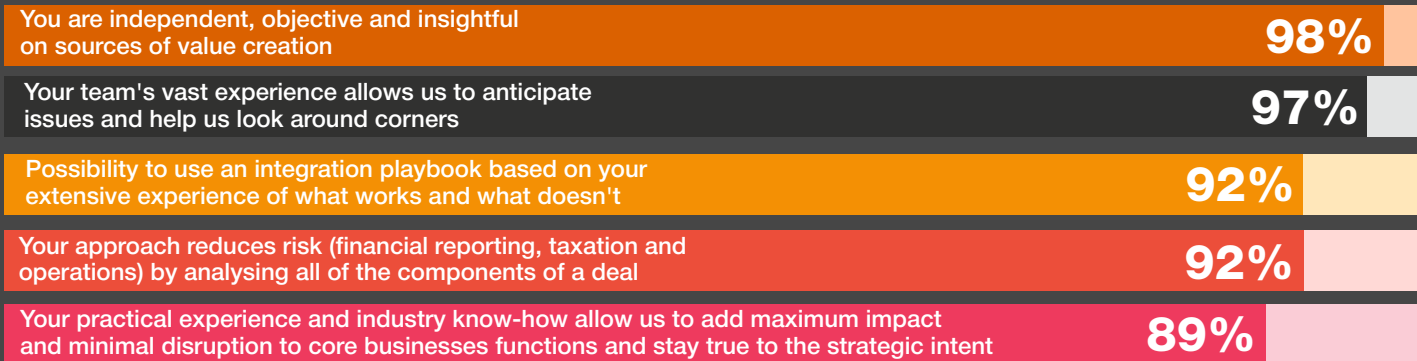 You are independent, objective and insightful
on sources of value creation
98%
Your team's vast experience allows us to anticipate
issues and help us look around corners
97%
Possibility to use an integration playbook based on your
extensive experience of what works and what doesn't
92%
Your approach reduces risk (financial reporting, taxation and
operations) by analysing all of the components of a deal
92%
Your practical experience and industry know-how allow us to add maximum impact
and minimal disruption to core businesses functions and stay true to the strategic intent
89%